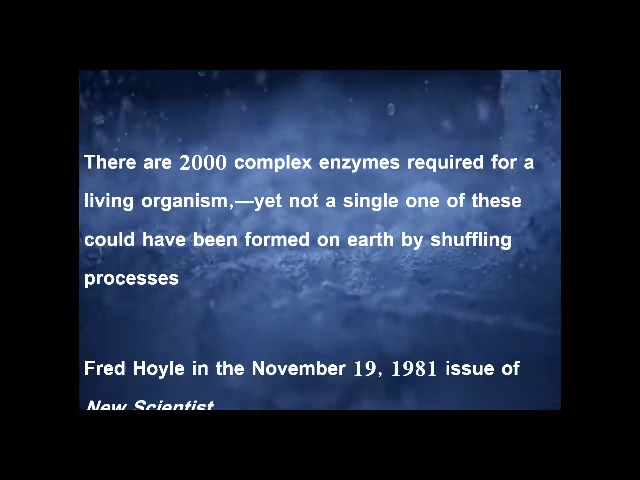 There are 2000 complex enzymes required for a
living organism,—yet not a single one of these
could have been formed on earth by shuffling
processes
Fred Hoyle in the November 19, 1981 issue of
New Scientist